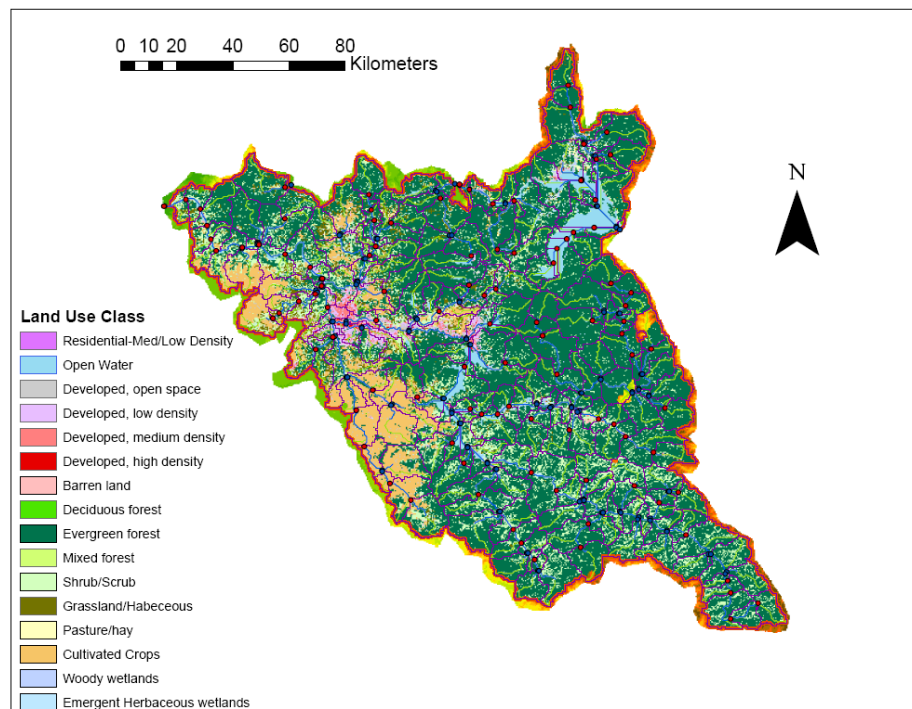 0 10 20 40 60 80
Kilometers
N
Land Use Class
Residential-Med/Low Density
Open Water
Developed, open space
Developed, low density
Developed, medium density
Developed, high density
Barren land
Deciduous forest
Evergreen forest
Mixed forest
Shrub/Scrub
Grassland/Habeceous
Pasture/hay
Cultivated Crops
Woody wetlands
Emergent Herbaceous wetlands